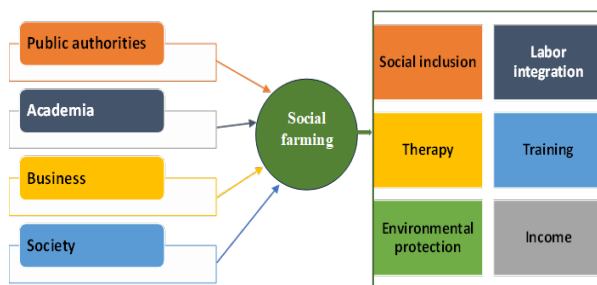 Public authorities
Academia
Business
Society
Social
farming
Social inclusion
Labor
integration
Therapy
Training
Environmental
protection
Income